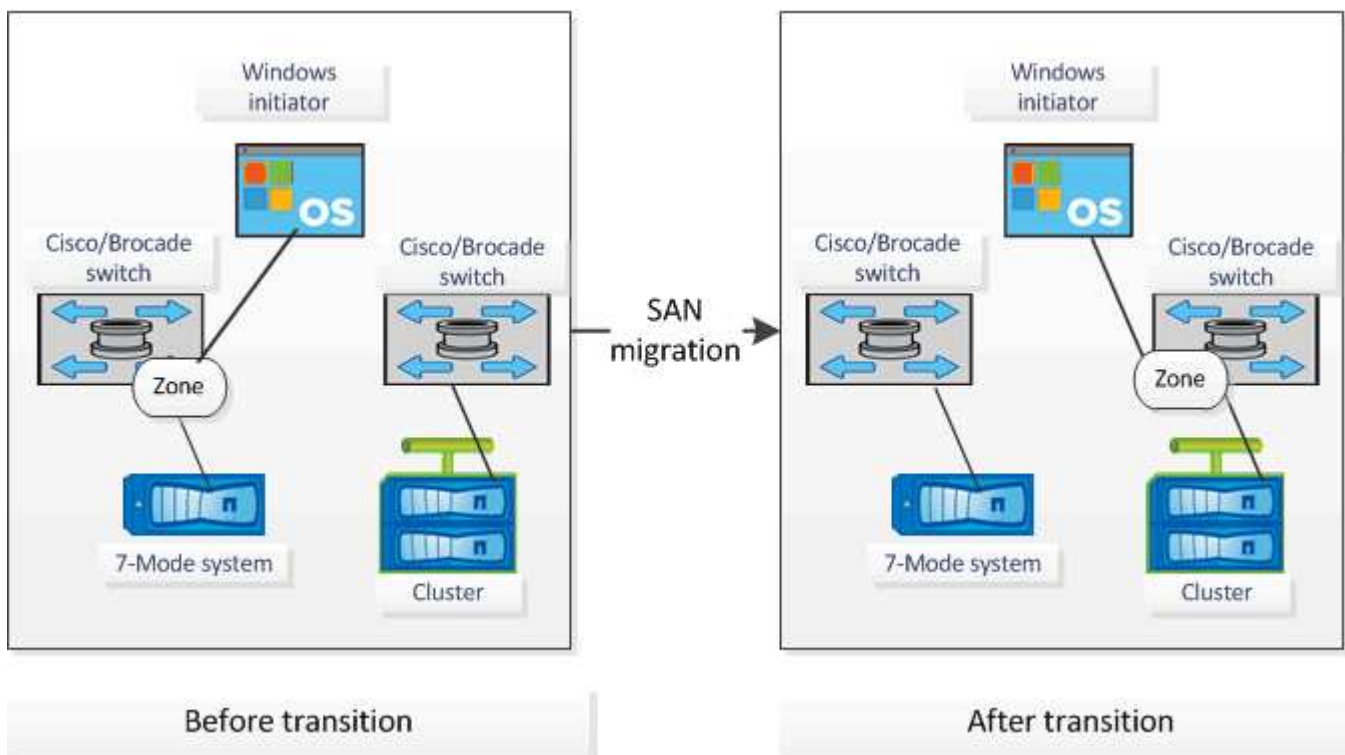 Windows
initiator
Cisco/Brocade
switch
OS
Cisco/Brocade
switch
Zone
n
7-Mode system
n
n
Cluster
SAN
migration
Windows
initiator
OS
Cisco/Brocade
switch
Cisco/Brocade
switch
Zone
n
7-Mode system
n
n
Cluster
Before transition
After transition